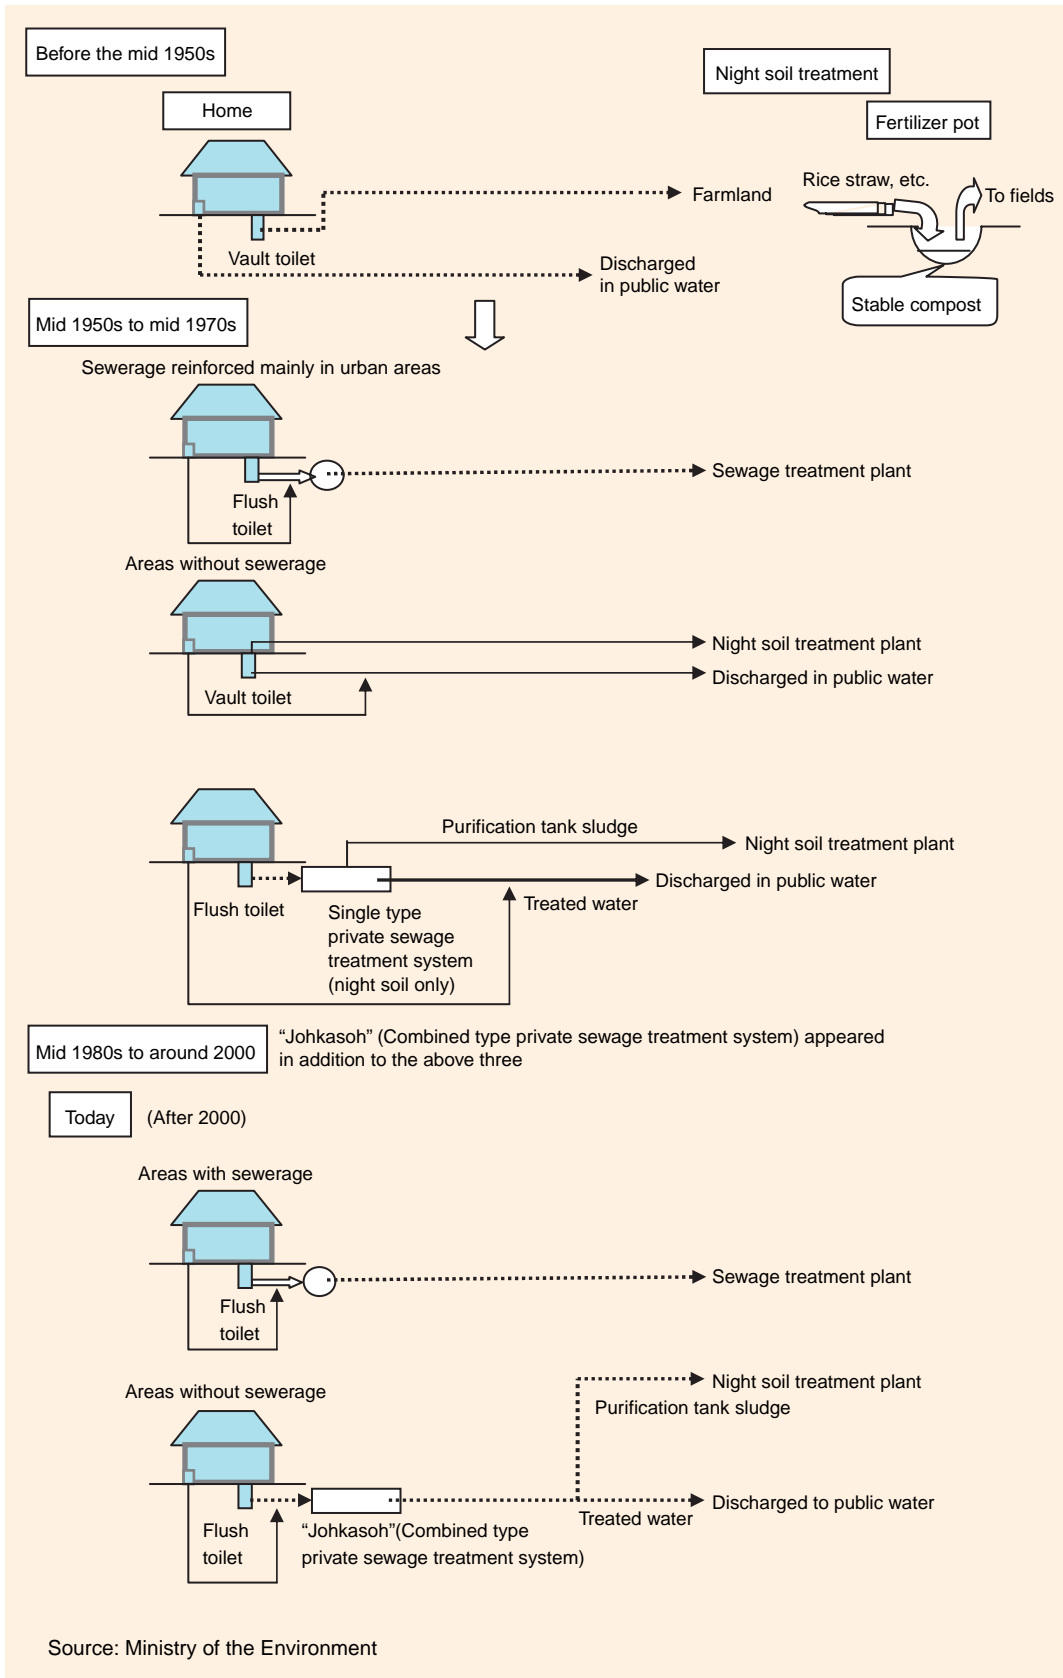 Before the mid 1950s
Night soil treatment
Home
Fertilizer pot
Rice straw, etc.
To fields
Farmland
Vault toilet
Discharged
in public water
Stable compost
Mid 1950s to mid 1970s
Sewerage reinforced mainly in urban areas
Sewage treatment plant
Flush
toilet
Areas without sewerage
Night soil treatment plant
Discharged in public water
Vault toilet
Purification tank sludge
Night soil treatment plant
Discharged in public water
Flush toilet
Treated water
Single type
private sewage
treatment system
(night soil only)
Mid 1980s to around 2000
“Johkasoh” (Combined type private sewage treatment system) appeared
in addition to the above three
Today
(After 2000)
Areas with sewerage
Sewage treatment plant
Flush
toilet
Areas without sewerage
Night soil treatment plant
Purification tank sludge
Discharged to public water
Treated water
Flush
toilet
“Johkasoh”(Combined type
private sewage treatment system)
Source: Ministry of the Environment